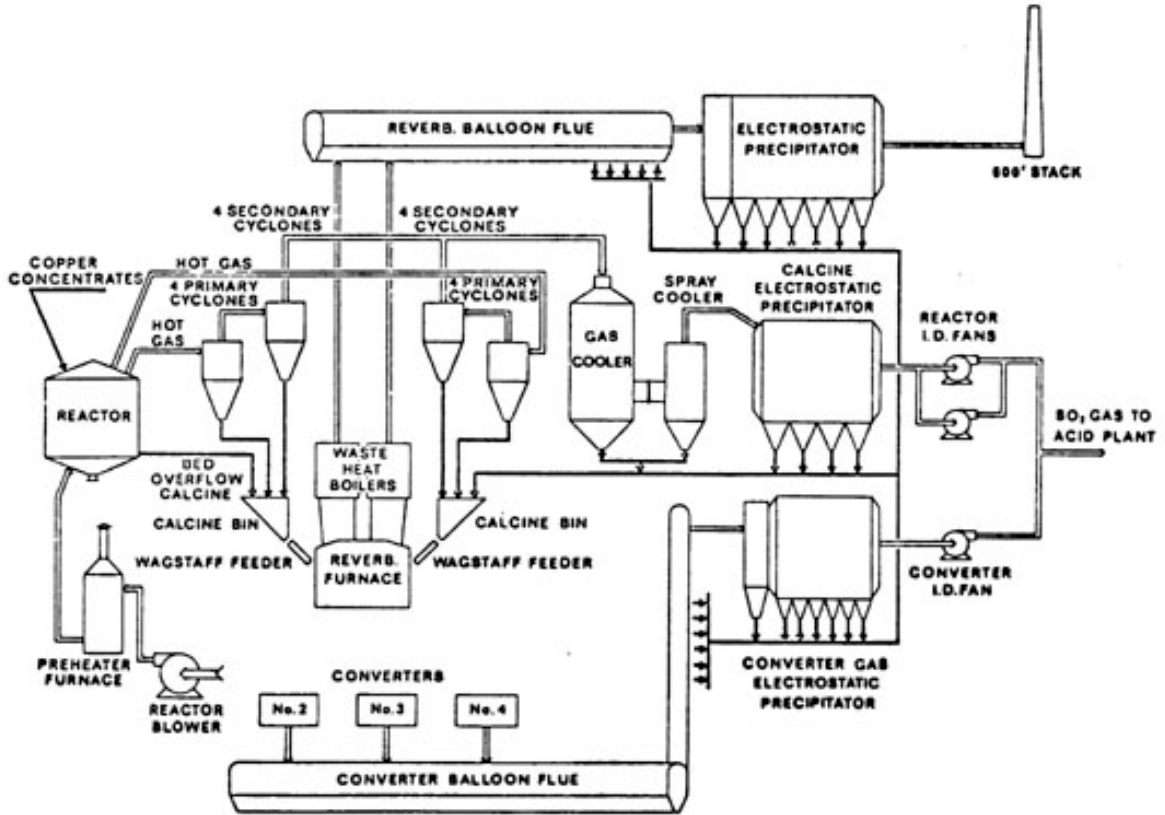 REVERB. BALLOON FLUE
ELECTROSTATIC
PRECIPITATOR
600' STACK
4 SECONDARY
CYCLONES
4 SECONDARY
CYCLONES
COPPER
CONCENTRATES
HOT GAS
4 PRIMARY
CYCLONES
4 PRIMARY
CYCLONES
SPRAY
COOLER
CALCINE
ELECTROSTATIC
PRECIPITATOR
HOT
GAS
GAS
COOLER
REACTOR
I.D. FANS
REACTOR
SO₂ GAS TO
ACID PLANT
BED
OVERFLOW
CALCINE
WASTE
HEAT
BOILERS
CALCINE BIN
CALCINE BIN
WAGSTAFF FEEDER
REVERB.
FURNACE
WAGSTAFF FEEDER
CONVERTER
I.D. FAN
PREHEATER
FURNACE
REACTOR
BLOWER
CONVERTERS
No. 2
No. 3
No. 4
CONVERTER GAS
ELECTROSTATIC
PRECIPITATOR
CONVERTER BALLOON FLUE